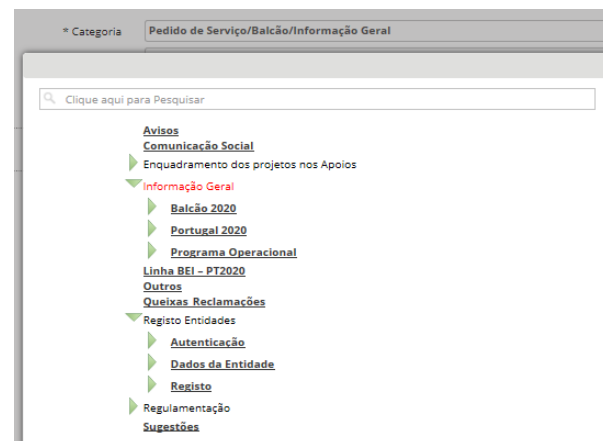 * Categoria Pedido de Serviço/Balcão/Informação Geral
Clique aqui para Pesquisar
Avisos
Comunicação Social
Enquadramento dos projetos nos Apoios
Informação Geral
Balcão 2020
Portugal 2020
Programa Operacional
Linha BEI – PT2020
Outros
Queixas Reclamações
Registo Entidades
Autenticação
Dados da Entidade
Registo
Regulamentação
Sugestões